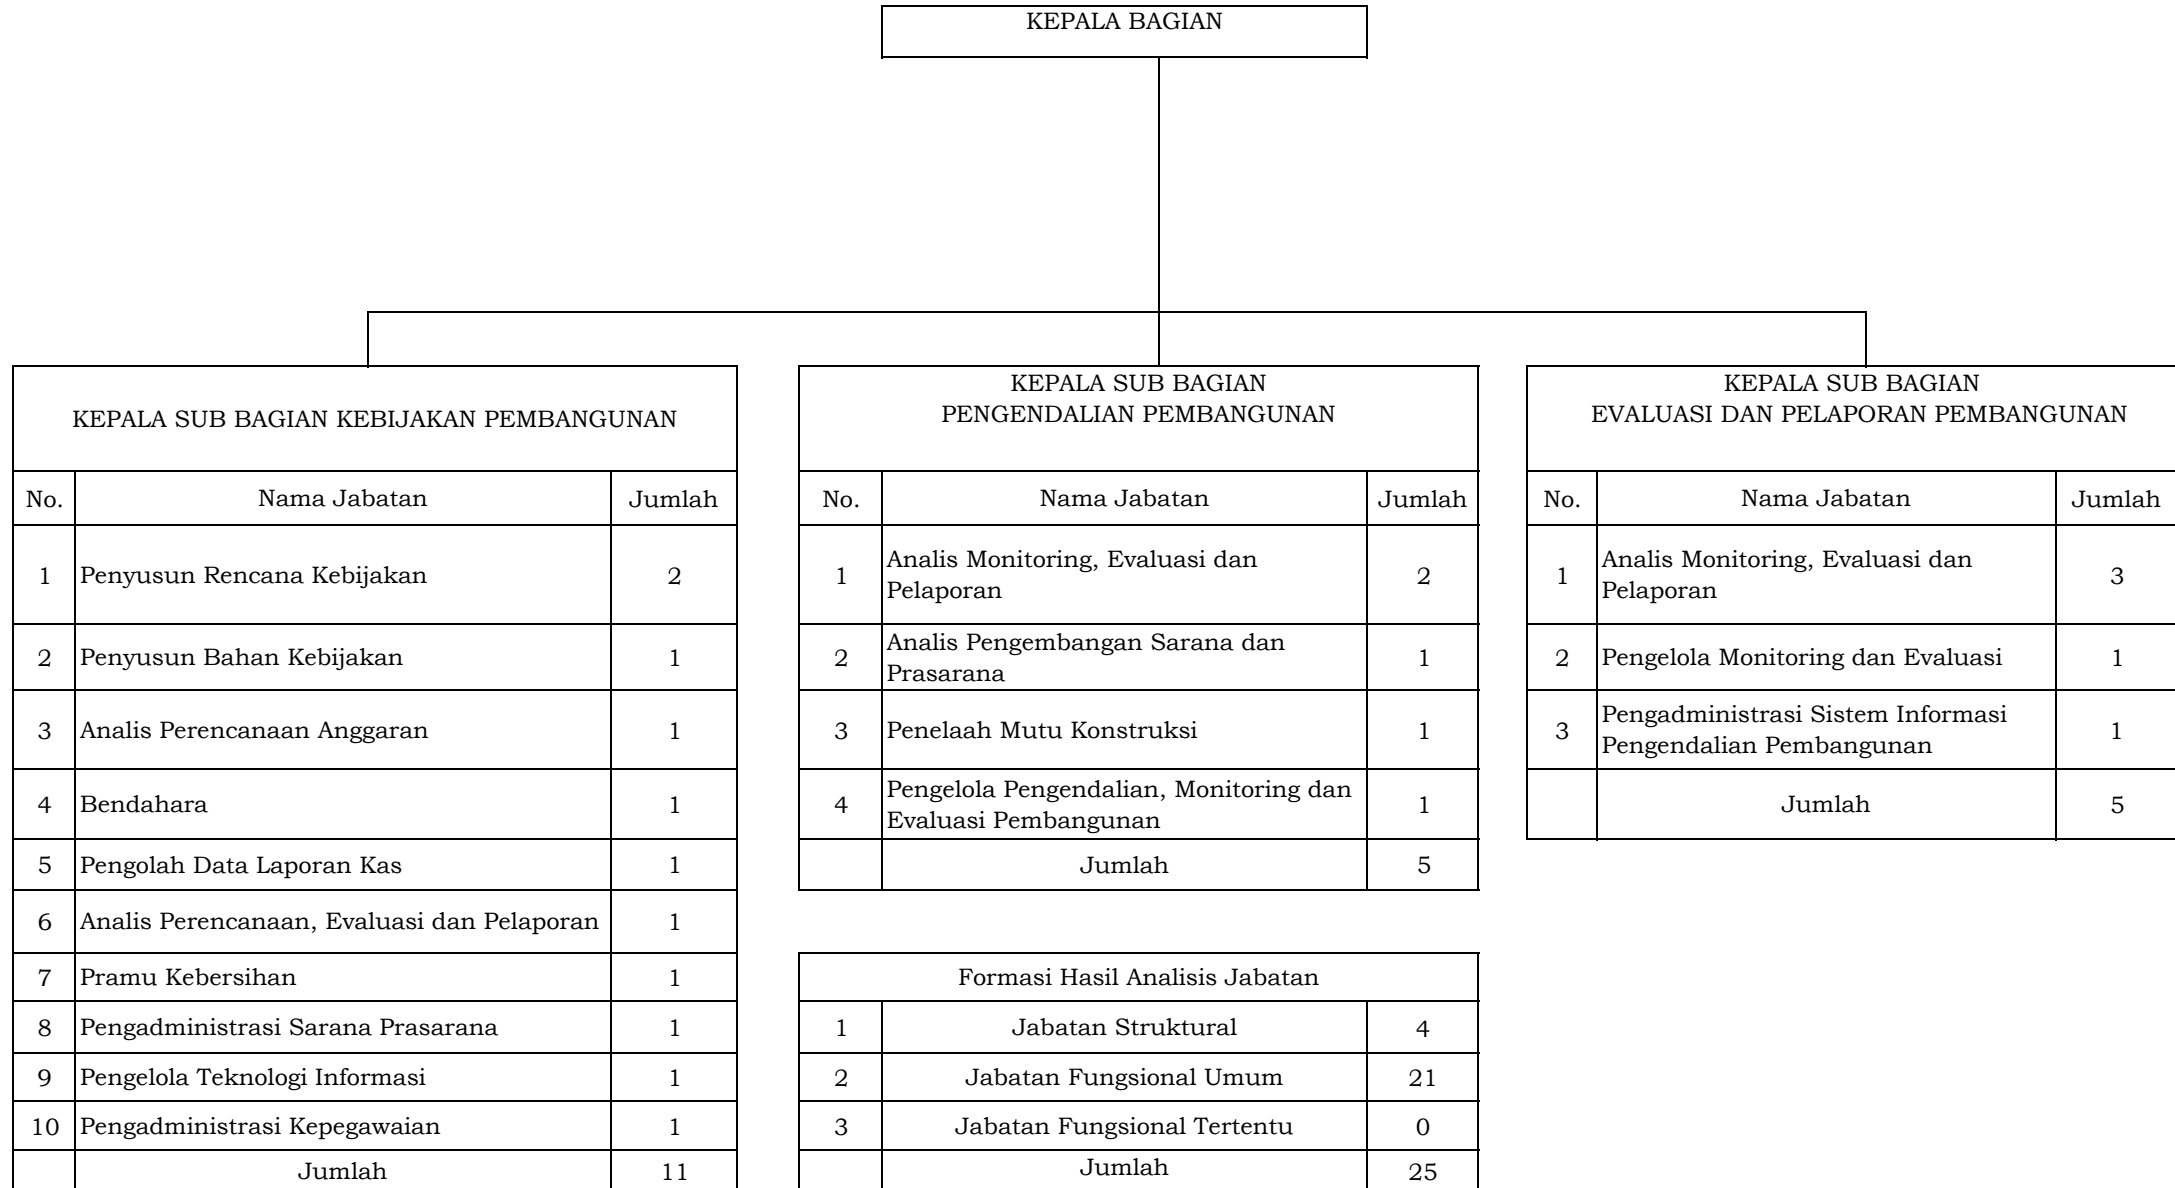 KEPALA BAGIAN
KEPALA SUB BAGIAN KEBIJAKAN PEMBANGUNAN
No. Nama Jabatan Jumlah
1 Penyusun Rencana Kebijakan 2
2 Penyusun Bahan Kebijakan 1
3 Analis Perencanaan Anggaran 1
4 Bendahara 1
5 Pengolah Data Laporan Kas 1
6 Analis Perencanaan, Evaluasi dan Pelaporan 1
7 Pramu Kebersihan 1
8 Pengadministrasi Sarana Prasarana 1
9 Pengelola Teknologi Informasi 1
10 Pengadministrasi Kepegawaian 1
Jumlah 11
KEPALA SUB BAGIAN
PENGENDALIAN PEMBANGUNAN
No. Nama Jabatan Jumlah
1 Analis Monitoring, Evaluasi dan
Pelaporan 2
2 Analis Pengembangan Sarana dan
Prasarana 1
3 Penelaah Mutu Konstruksi 1
4 Pengelola Pengendalian, Monitoring dan
Evaluasi Pembangunan 1
Jumlah 5
Formasi Hasil Analisis Jabatan
1 Jabatan Struktural 4
2 Jabatan Fungsional Umum 21
3 Jabatan Fungsional Tertentu 0
Jumlah 25
KEPALA SUB BAGIAN
EVALUASI DAN PELAPORAN PEMBANGUNAN
No. Nama Jabatan Jumlah
1 Analis Monitoring, Evaluasi dan
Pelaporan 3
2 Pengelola Monitoring dan Evaluasi 1
3 Pengadministrasi Sistem Informasi
Pengendalian Pembangunan 1
Jumlah 5